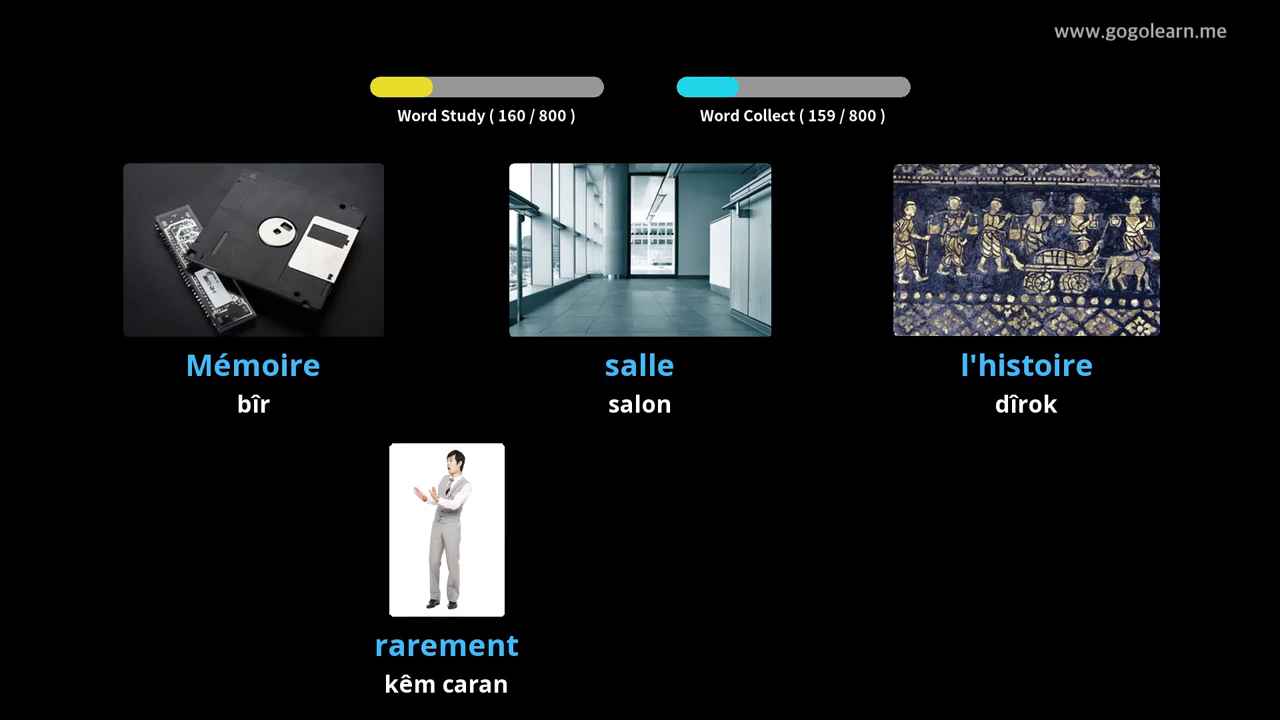 www.gogolearn.me
Word Study ( 160 / 800 )
Word Collect ( 159 / 800 )
Mémoire
bîr
salle
salon
l'histoire
dîrok
rarement
kêm caran